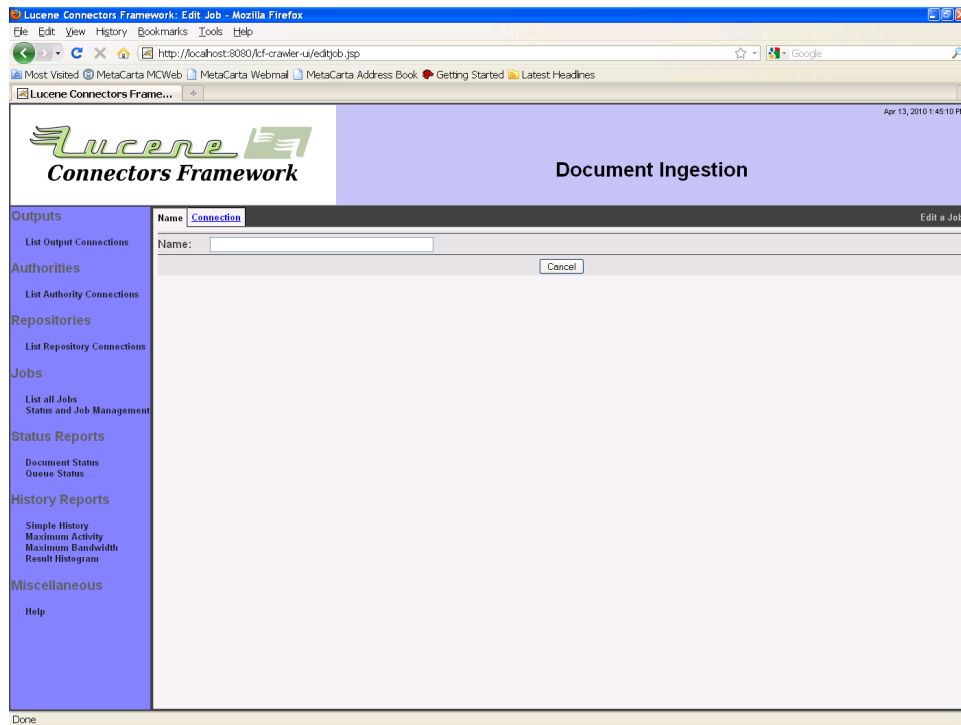 Lucene Connectors Framework: Edit Job - Mozilla Firefox
File Edit View History Bookmarks Tools Help
http://localhost:8080/lcf-crawler-ui/editjob.jsp
Google
Most Visited MetaCarta MCWeb MetaCarta Webmail MetaCarta Address Book Getting Started Latest Headlines
Lucene Connectors Frame...
Apr 13, 2010 1:45:10 P
Lucene
Connectors Framework
Document Ingestion
Outputs
List Output Connections
Authorities
List Authority Connections
Repositories
List Repository Connections
Jobs
List all Jobs
Status and Job Management
Status Reports
Document Status
Queue Status
History Reports
Simple History
Maximum Activity
Maximum Bandwidth
Result Histogram
Miscellaneous
Help
Name Connection
Edit a Job
Name:
Cancel
Done